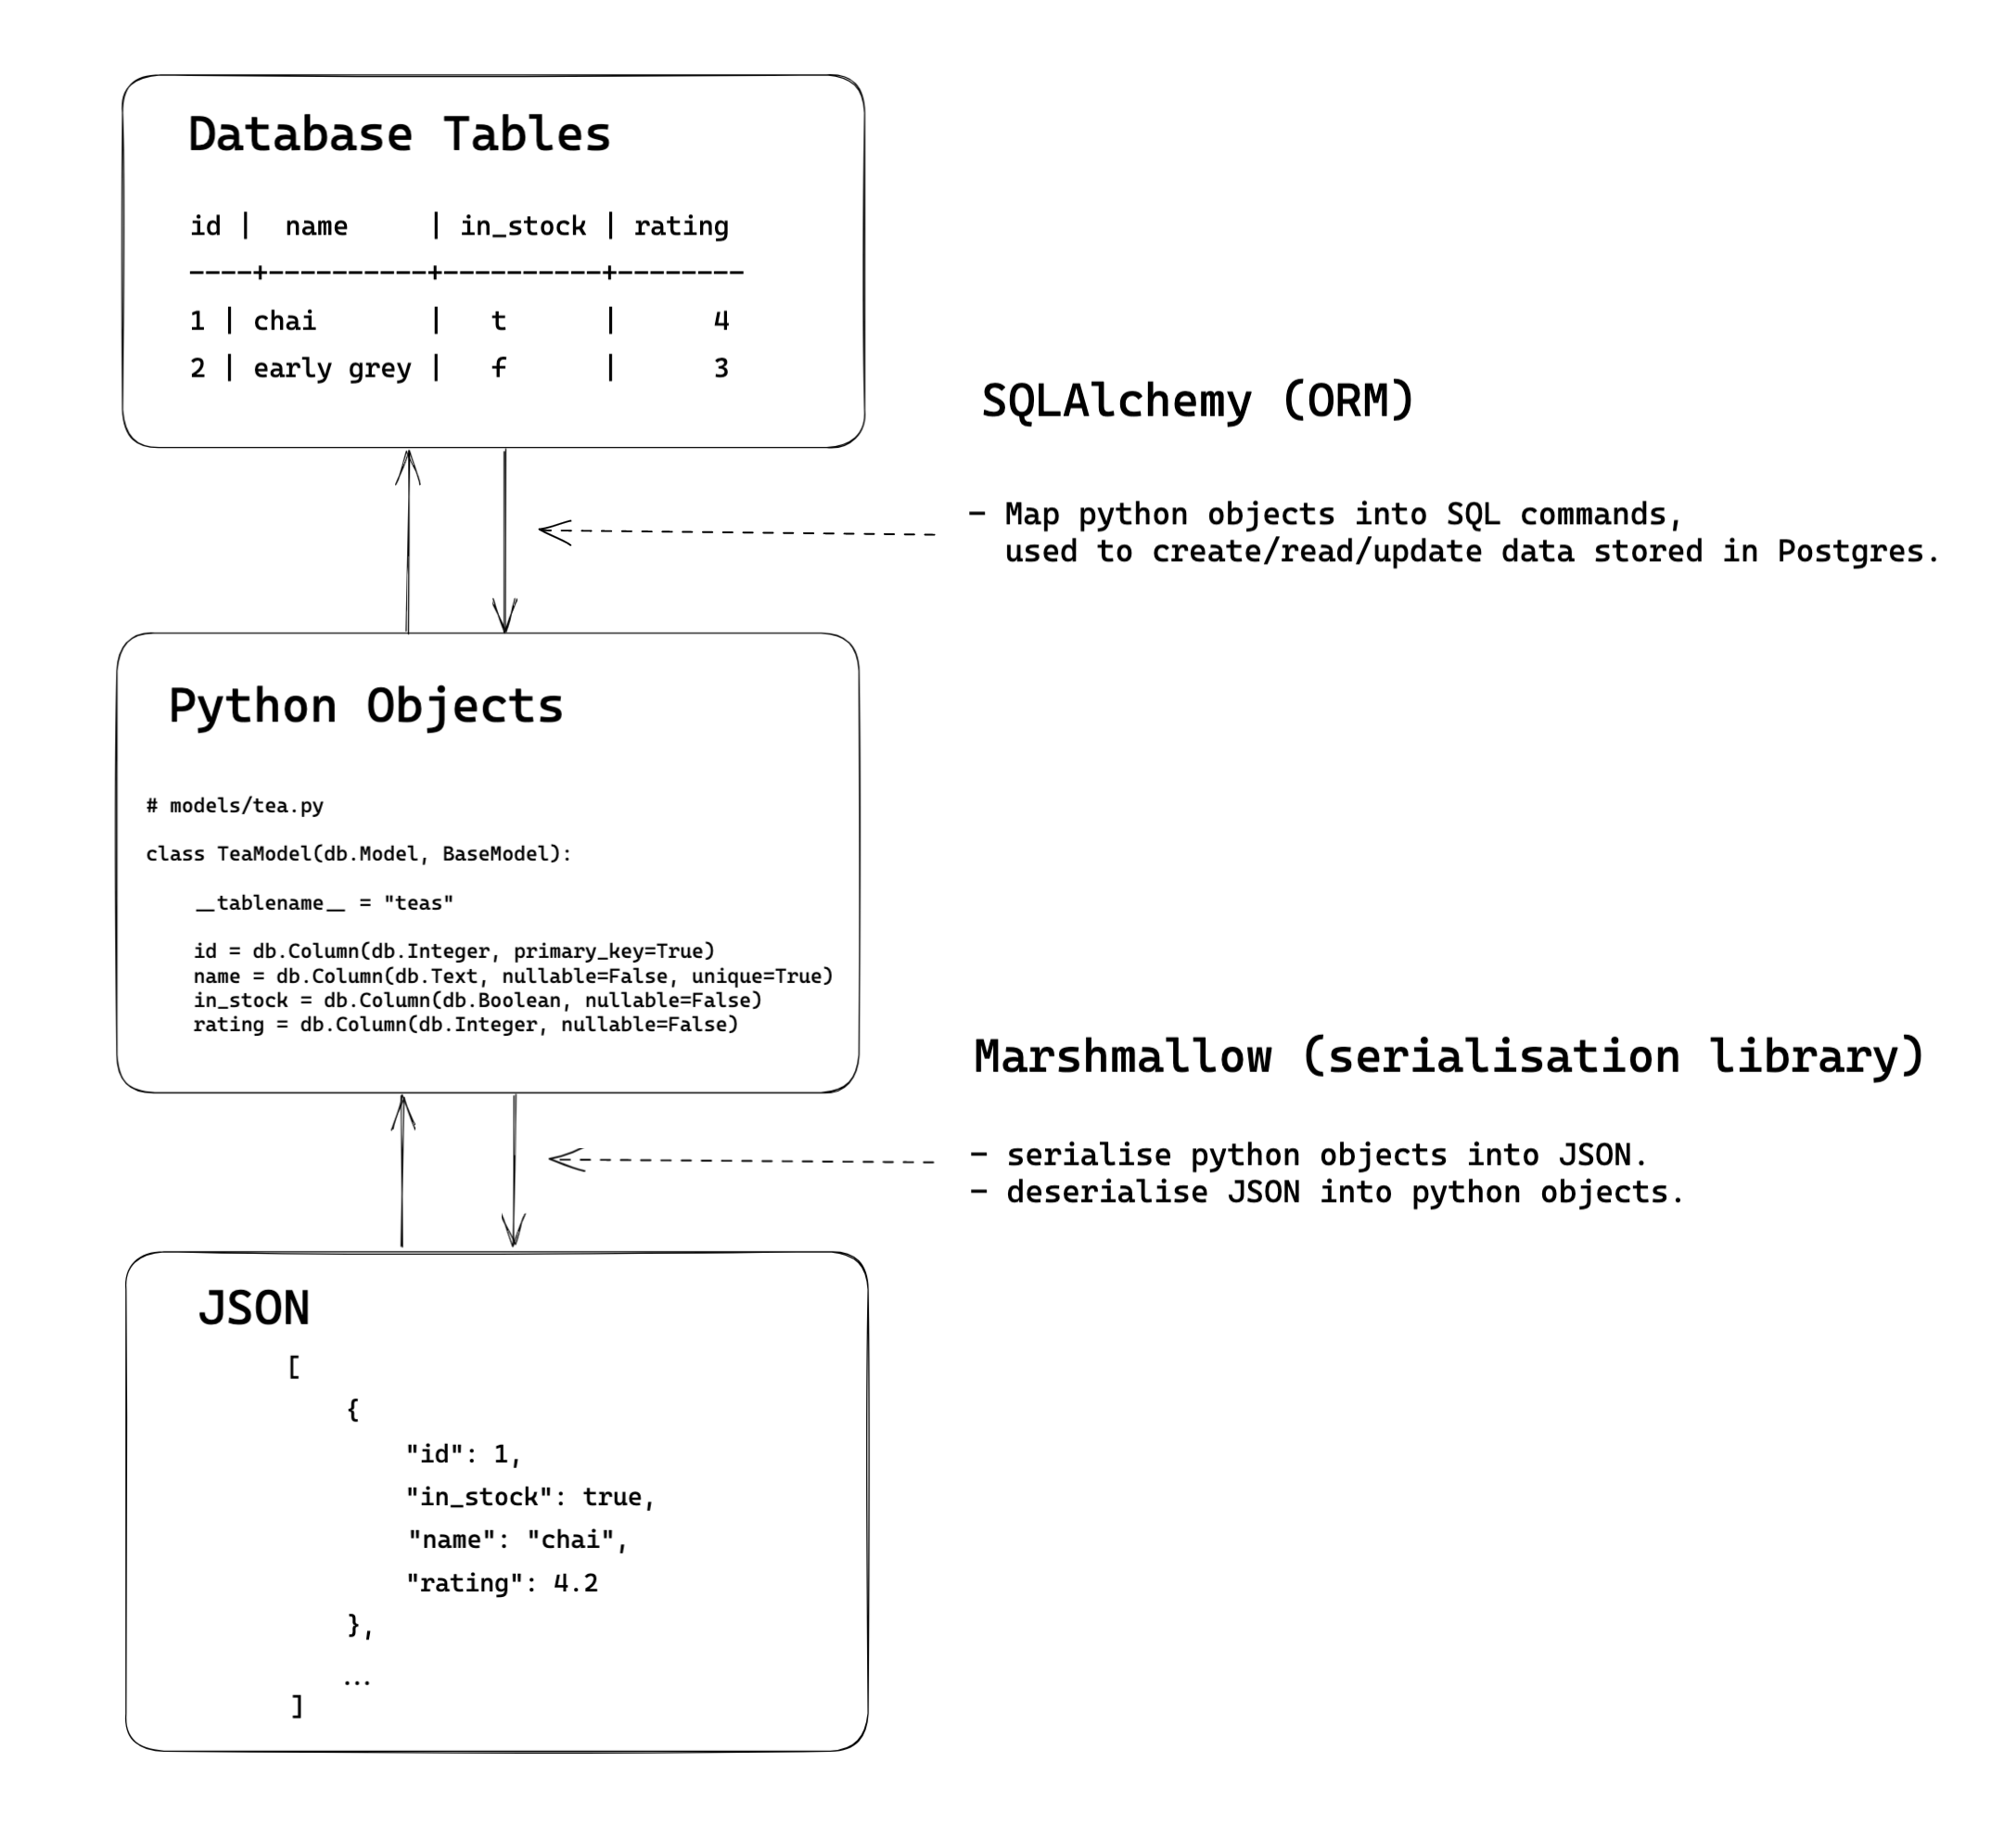 Database Tables
id |  name     | in_stock | rating
----+----------+----------+--------
1 | chai       |   t      |      4
2 | early grey |   f      |      3
SQLAlchemy (ORM)
- Map python objects into SQL commands,
used to create/read/update data stored in Postgres.
Python Objects
# models/tea.py
class TeaModel(db.Model, BaseModel):
__tablename__ = "teas"
id = db.Column(db.Integer, primary_key=True)
name = db.Column(db.Text, nullable=False, unique=True)
in_stock = db.Column(db.Boolean, nullable=False)
rating = db.Column(db.Integer, nullable=False)
Marshmallow (serialisation library)
- serialise python objects into JSON.
- deserialise JSON into python objects.
JSON
[
{
"id": 1,
"in_stock": true,
"name": "chai",
"rating": 4.2
},
...
]